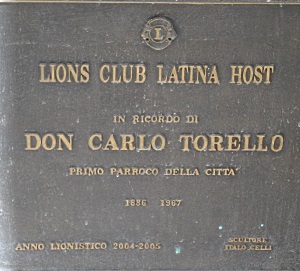 L
LIONS CLUB LATINA HOST
IN RICORDO DI
DON CARLO TORELLO
PRIMO PARROCO DELLA CITTA'
1886 1967
ANNO LIONISTICO 2004-2005
SCULTORE
ITALO CELLI